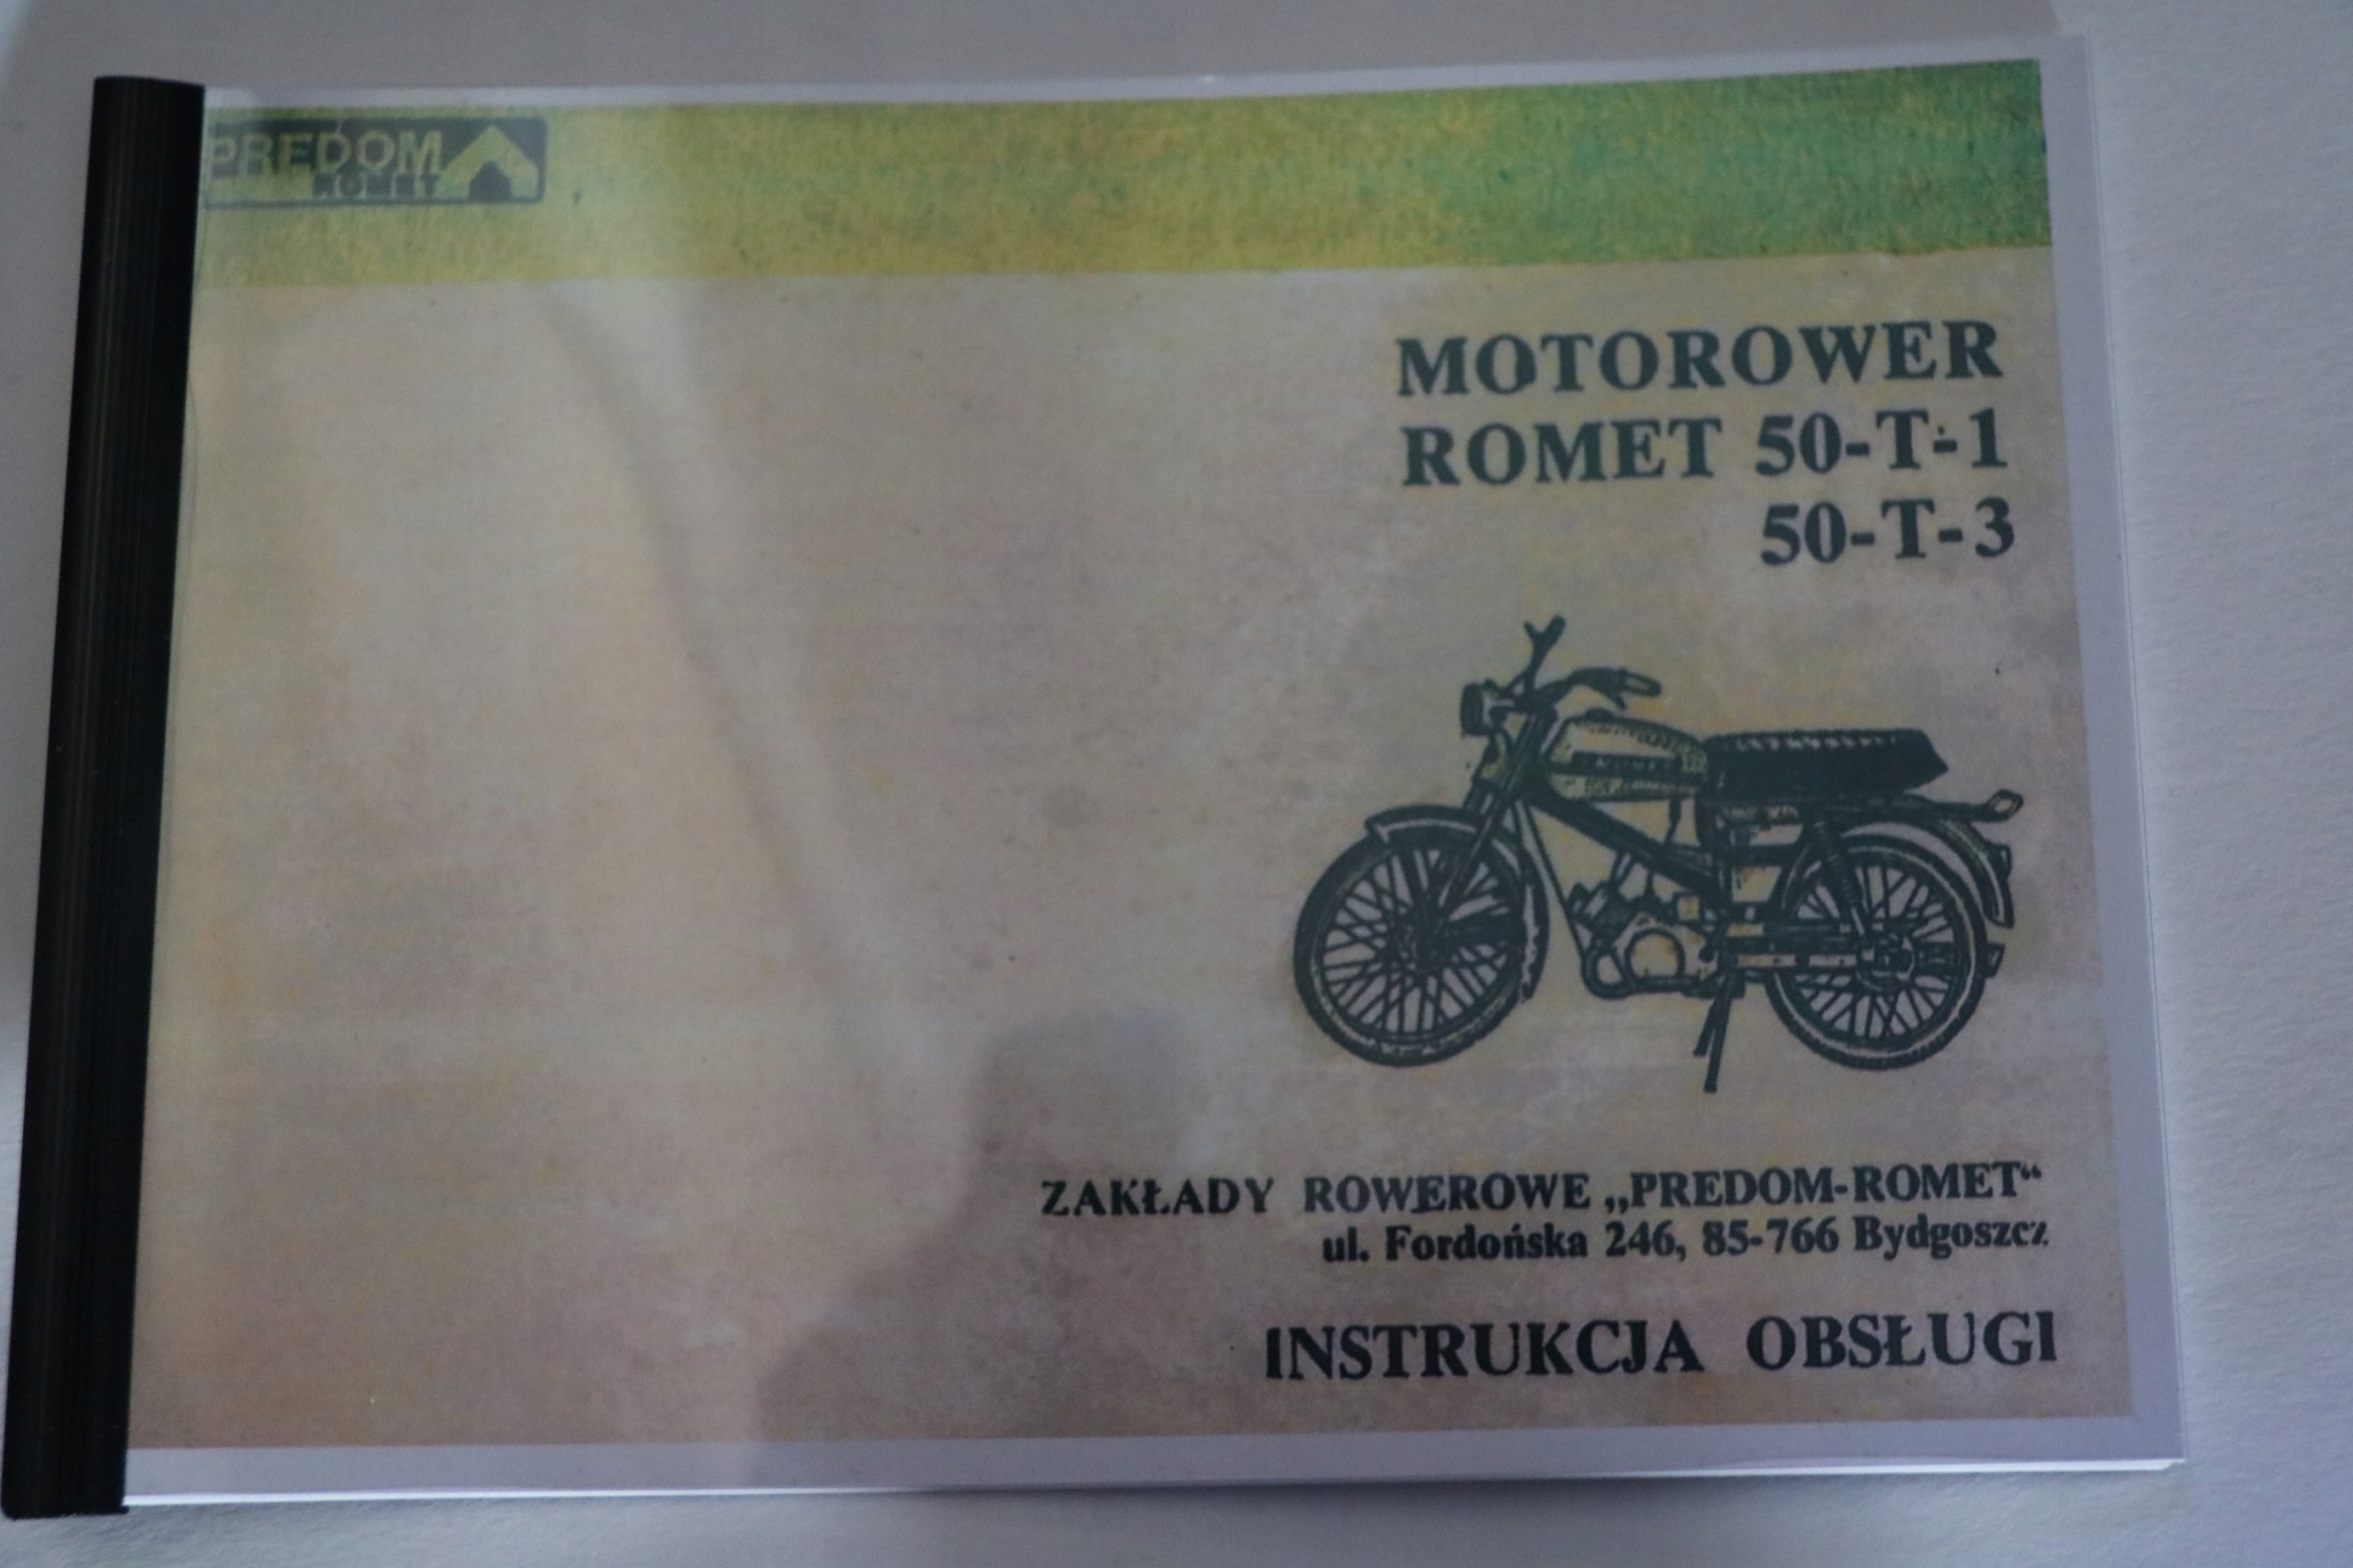 PREDOM
ROMET
MOTOROWER
ROMET 50-T-1
50-T-3
ZAKŁADY ROWEROWE „PREDOM-ROMET“
ul. Fordońska 246, 85-766 Bydgoszcz
INSTRUKCJA OBSŁUGI